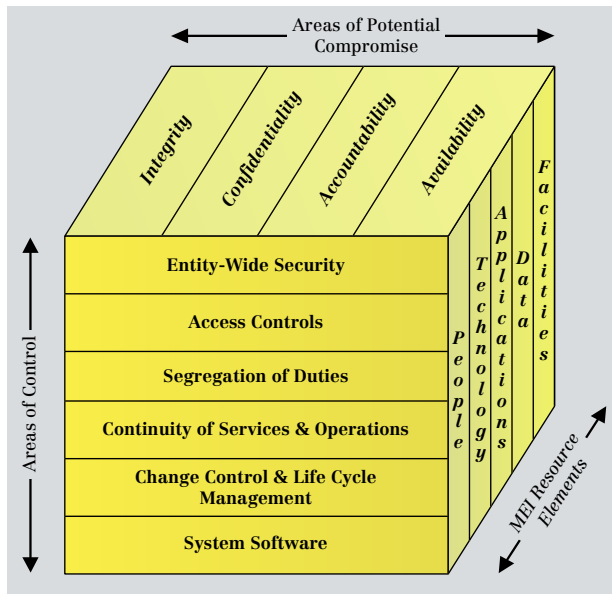 Areas of Potential
Compromise
Integrity
Confidentiality
Accountability
Availability
Entity-Wide Security
Access Controls
Segregation of Duties
Continuity of Services & Operations
Change Control & Life Cycle
Management
System Software
Areas of Control
People
Technology
Applications
Data
Facilities
MEI Resource
Elements